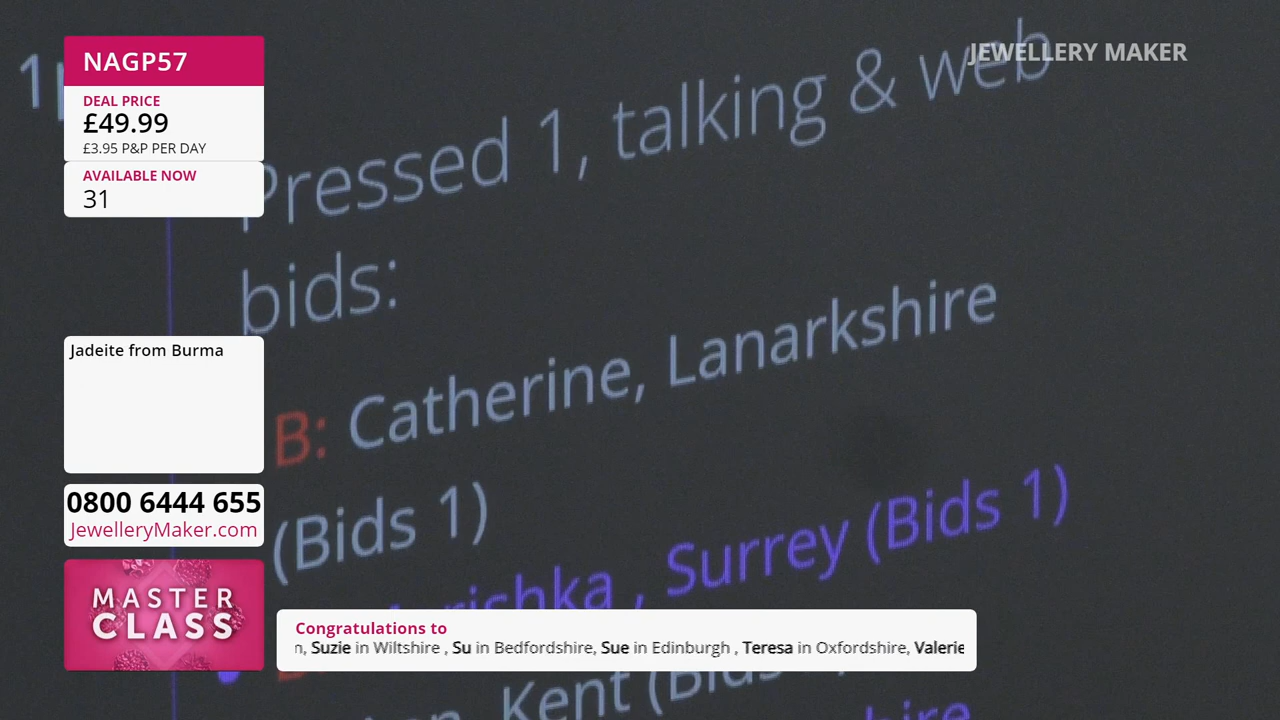 NAGP57
DEAL PRICE
£49.99
£3.95 P&P PER DAY
AVAILABLE NOW
31
Jadeite from Burma
0800 6444 655
JewelleryMaker.com
MASTER
CLASS
JEWELLERY MAKER
Pressed 1, talking & web
bids:
B: Catherine, Lanarkshire
(Bids 1)
Surrey (Bids 1)
Kent (Bids
Congratulations to
n, Suzie in Wiltshire , Su in Bedfordshire, Sue in Edinburgh , Teresa in Oxfordshire, Valerie